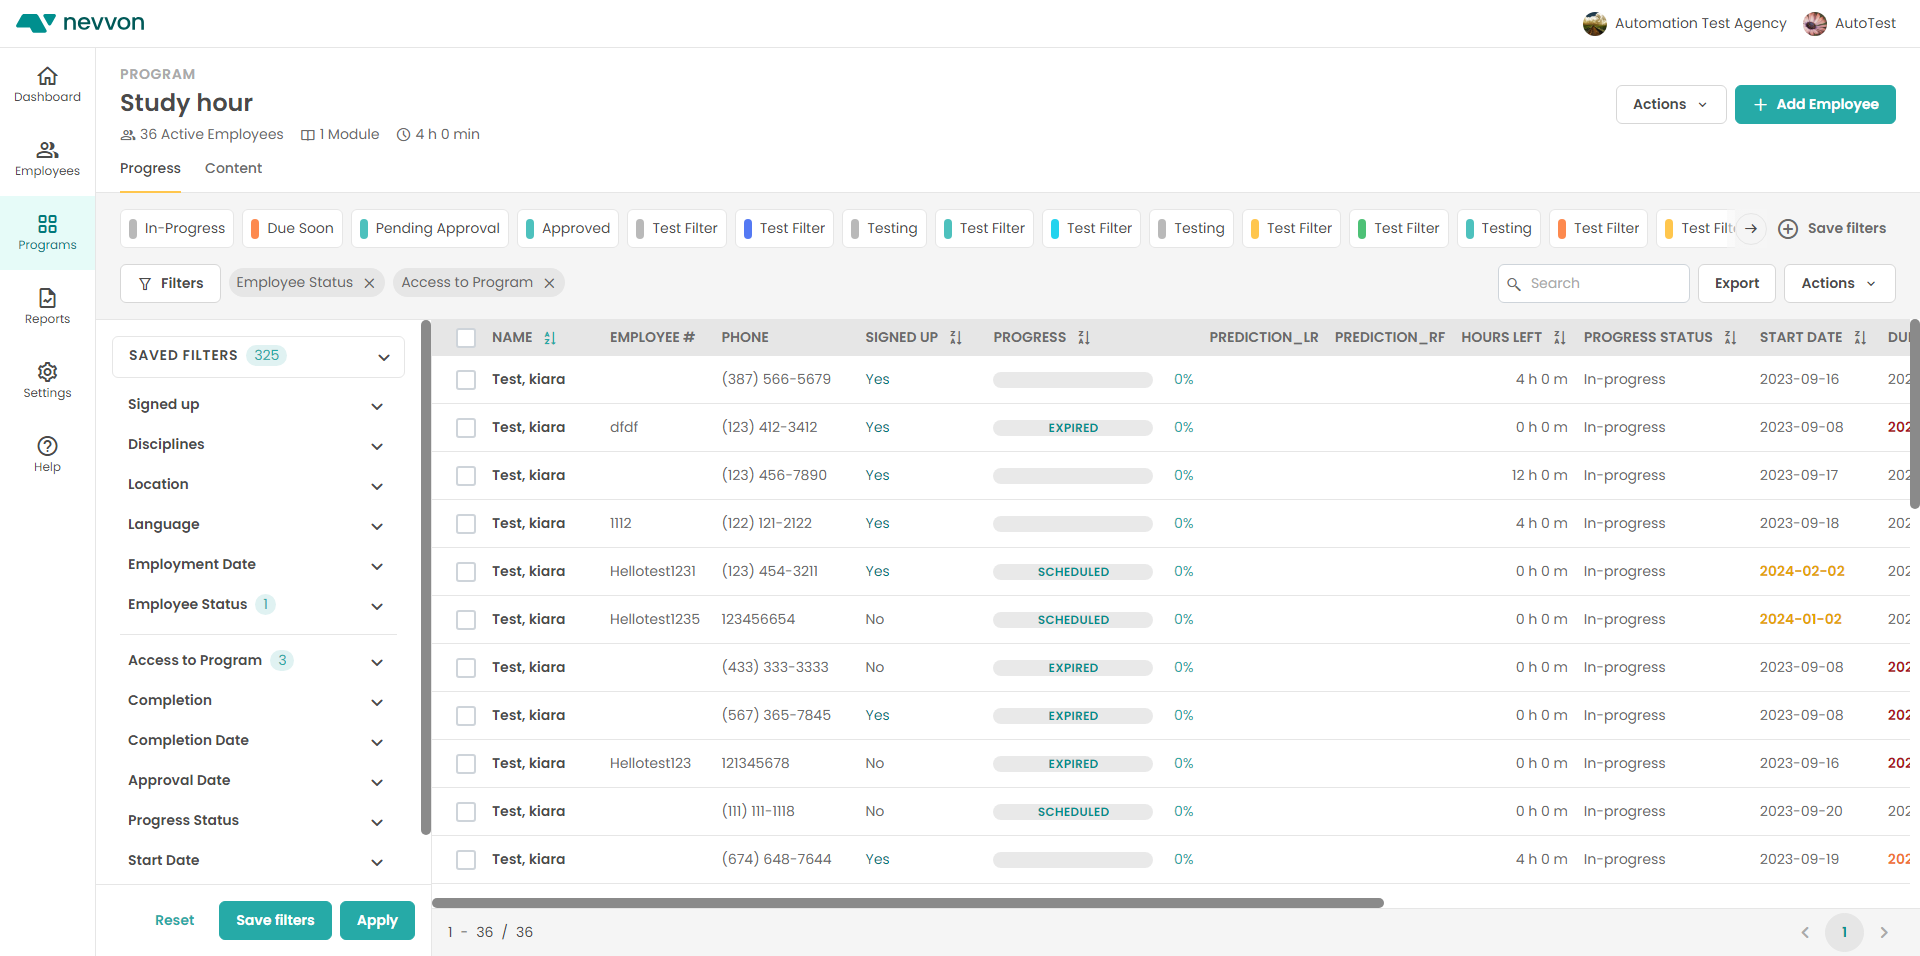 nevvon
Automation Test Agency
AutoTest
Dashboard
Employees
Programs
Reports
Settings
Help
PROGRAM
Study hour
36 Active Employees 1 Module 4 h 0 min
Actions
+ Add Employee
Progress Content
In-Progress Due Soon Pending Approval Approved Test Filter Test Filter Testing Test Filter Test Filter Testing Test Filter Test Filter Testing Test Filter Test Save filters
Filters Employee Status Access to Program Search Export Actions
SAVED FILTERS 325
Signed up
Disciplines
Location
Language
Employment Date
Employee Status 1
Access to Program 3
Completion
Completion Date
Approval Date
Progress Status
Start Date
Reset Save filters Apply
NAME EMPLOYEE # PHONE SIGNED UP PROGRESS PREDICTION_LR PREDICTION_RF HOURS LEFT PROGRESS STATUS START DATE
Test, kiara (387) 566-5679 Yes 0% 4 h 0 m In-progress 2023-09-16
Test, kiara dfdf (123) 412-3412 Yes EXPIRED 0% 0 h 0 m In-progress 2023-09-08
Test, kiara (123) 456-7890 Yes 0% 12 h 0 m In-progress 2023-09-17
Test, kiara 1112 (122) 121-2122 Yes 0% 4 h 0 m In-progress 2023-09-18
Test, kiara Hellotest1231 (123) 454-3211 Yes SCHEDULED 0% 0 h 0 m In-progress 2024-02-02
Test, kiara Hellotest1235 123456654 No SCHEDULED 0% 0 h 0 m In-progress 2024-01-02
Test, kiara (433) 333-3333 No EXPIRED 0% 0 h 0 m In-progress 2023-09-08
Test, kiara (567) 365-7845 Yes EXPIRED 0% 0 h 0 m In-progress 2023-09-08
Test, kiara Hellotest123 121345678 No EXPIRED 0% 0 h 0 m In-progress 2023-09-16
Test, kiara (111) 111-1118 No SCHEDULED 0% 0 h 0 m In-progress 2023-09-20
Test, kiara (674) 648-7644 Yes 0% 4 h 0 m In-progress 2023-09-19
1 - 36 / 36
1